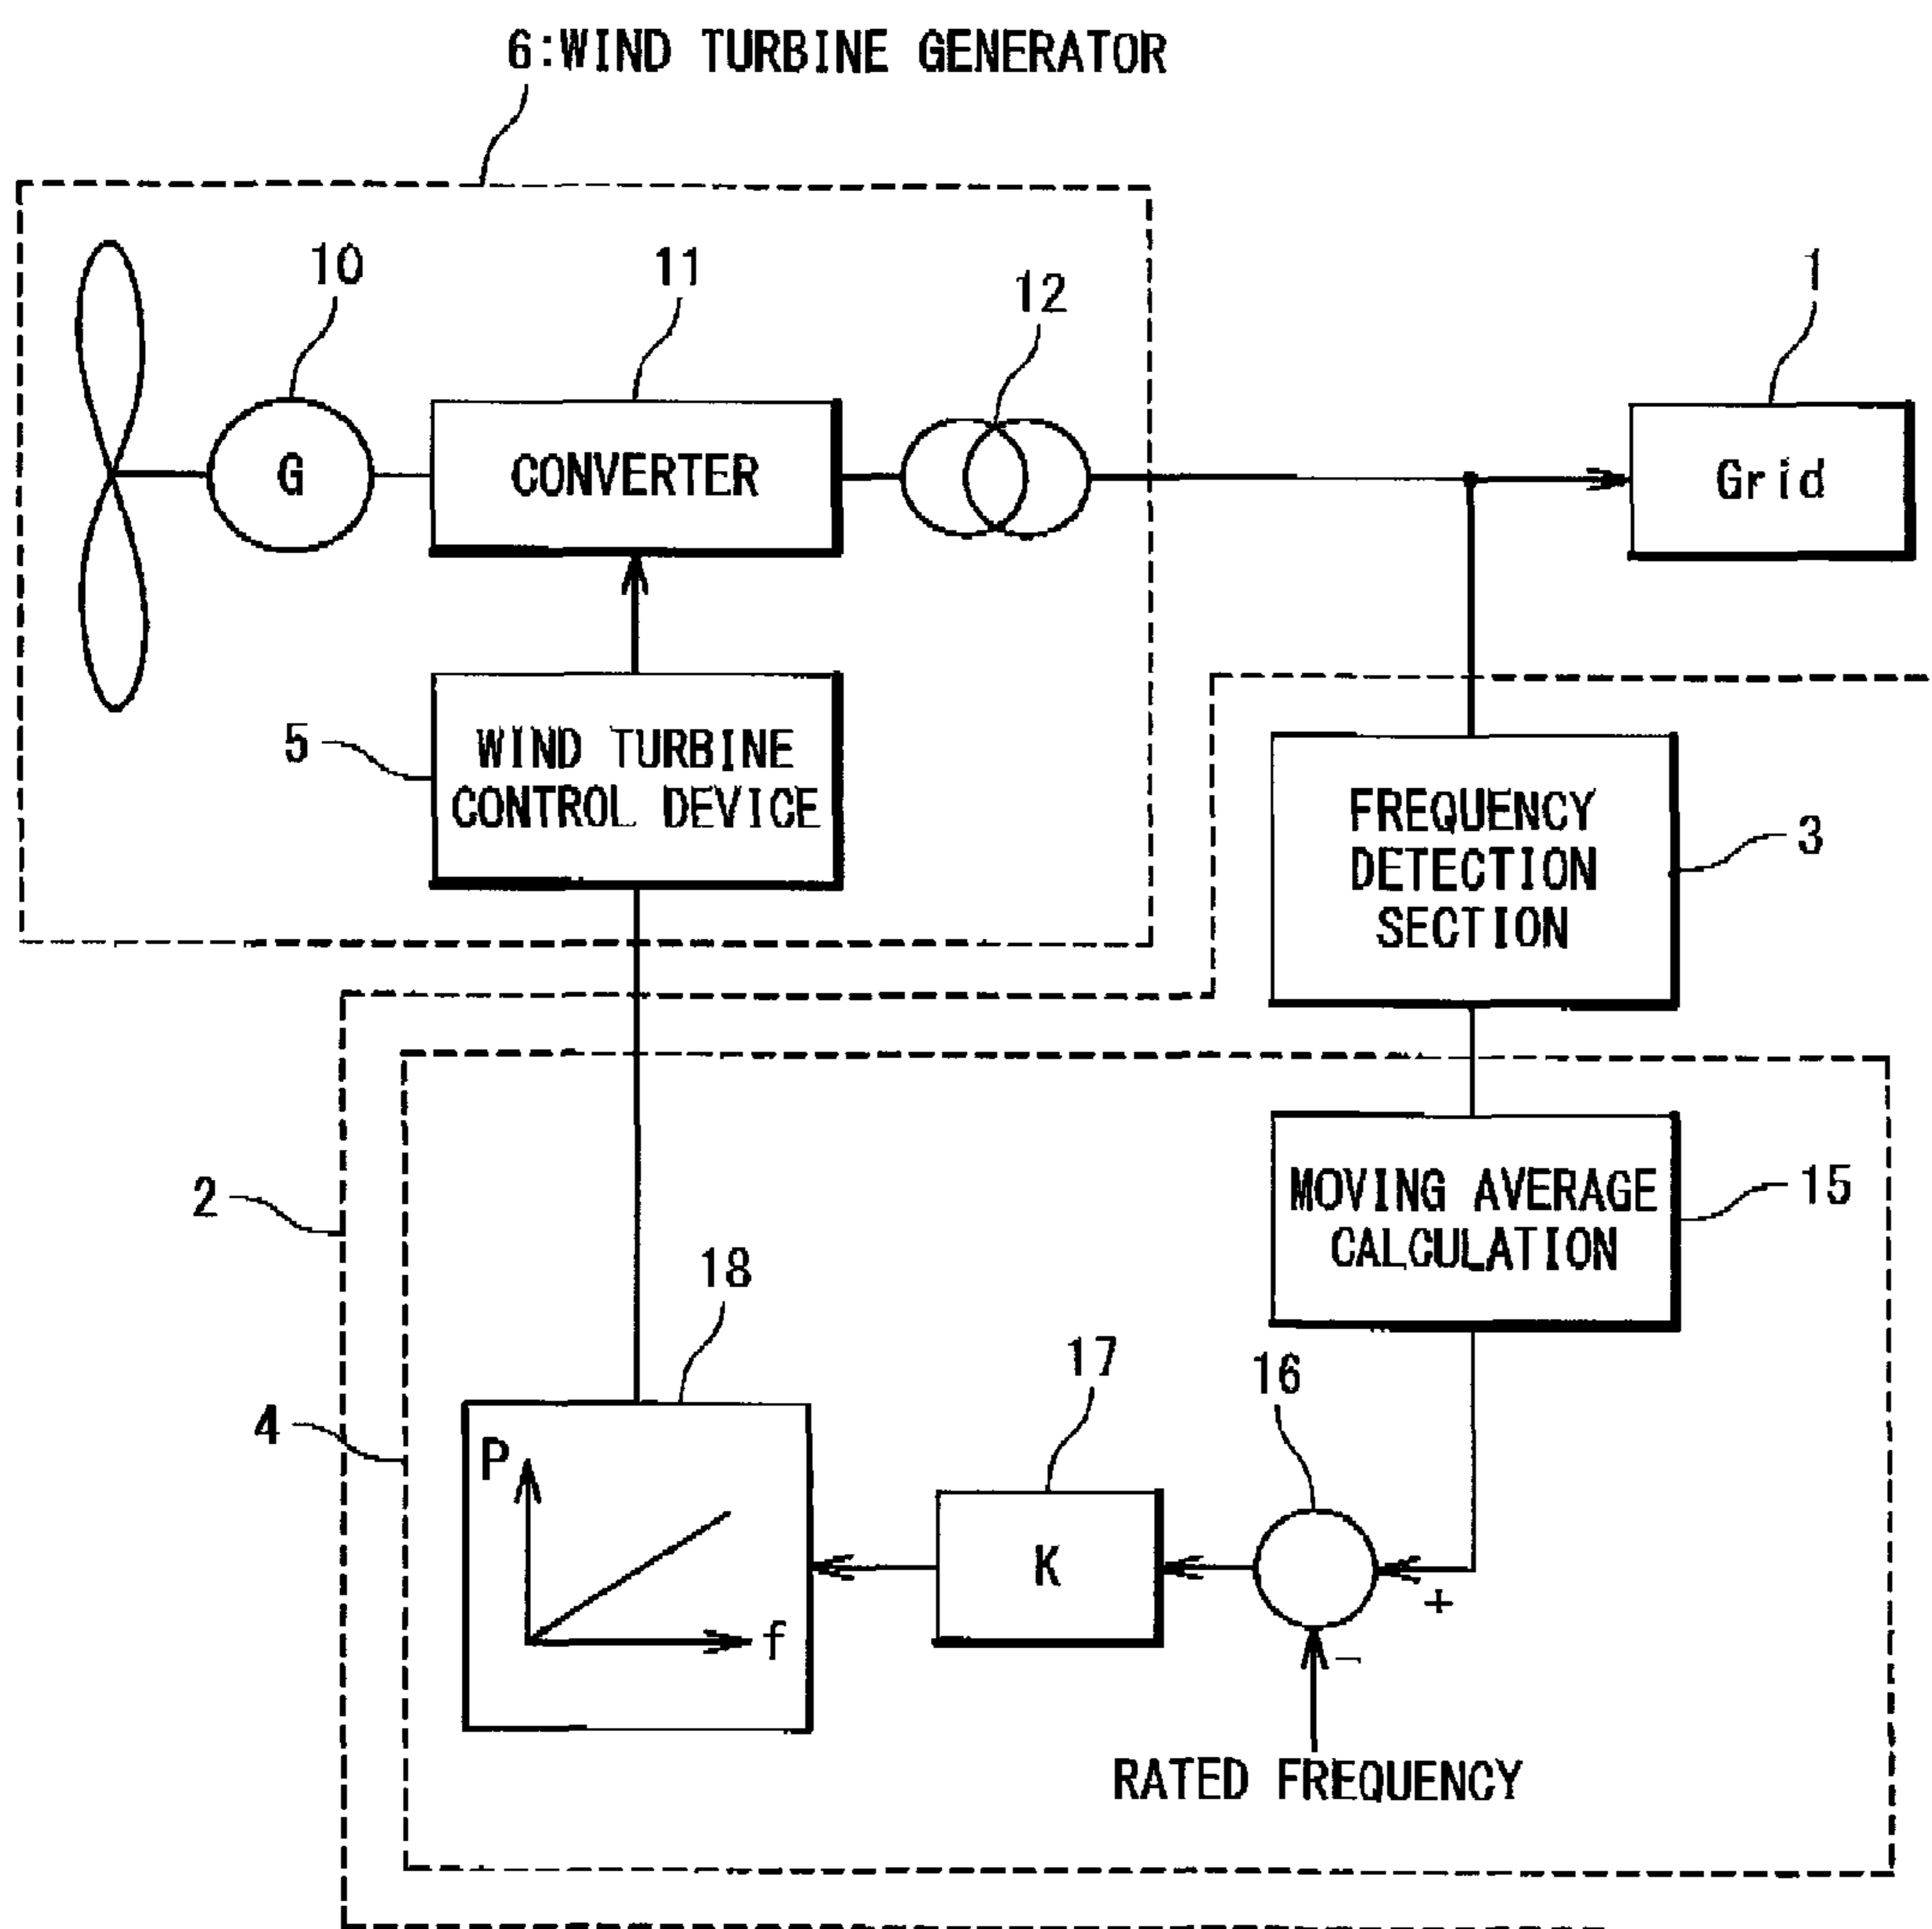 6:WIND TURBINE GENERATOR
10
11
12
1
G
CONVERTER
Grid
5
WIND TURBINE
CONTROL DEVICE
FREQUENCY
DETECTION
SECTION
3
2
MOVING AVERAGE
CALCULATION
15
18
17
16
4
P
f
K
+
-
RATED FREQUENCY